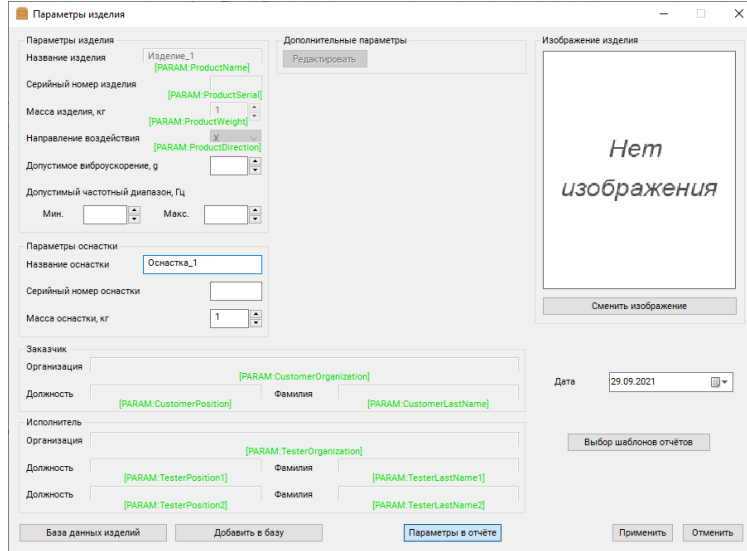 Параметры изделия
Параметры изделия
Название изделия Изделие_1
[PARAM:ProductName]
Серийный номер изделия
[PARAM:ProductSerial]
Масса изделия, кг 1
[PARAM:ProductWeight]
Направление воздействия X
[PARAM:ProductDirection]
Допустимое виброускорение, g
Допустимый частотный диапазон, Гц
Мин. Макс.
Параметры оснастки
Название оснастки Оснастка_1
Серийный номер оснастки
Масса оснастки, кг 1
Дополнительные параметры
Редактировать
Изображение изделия
Нет
изображения
Сменить изображение
Заказчик
Организация
[PARAM:CustomerOrganization]
Должность Фамилия
[PARAM:CustomerPosition] [PARAM:CustomerLastName]
Исполнитель
Организация
[PARAM:TesterOrganization]
Должность Фамилия
[PARAM:TesterPosition1] [PARAM:TesterLastName1]
Должность Фамилия
[PARAM:TesterPosition2] [PARAM:TesterLastName2]
Дата 29.09.2021
Выбор шаблонов отчётов
База данных изделий Добавить в базу Параметры в отчёте Применить Отменить